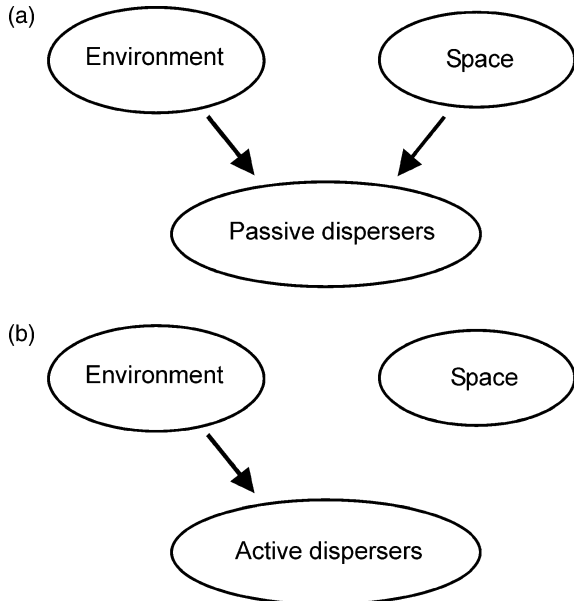 (a)
Environment
Space
Passive dispersers
(b)
Environment
Space
Active dispersers